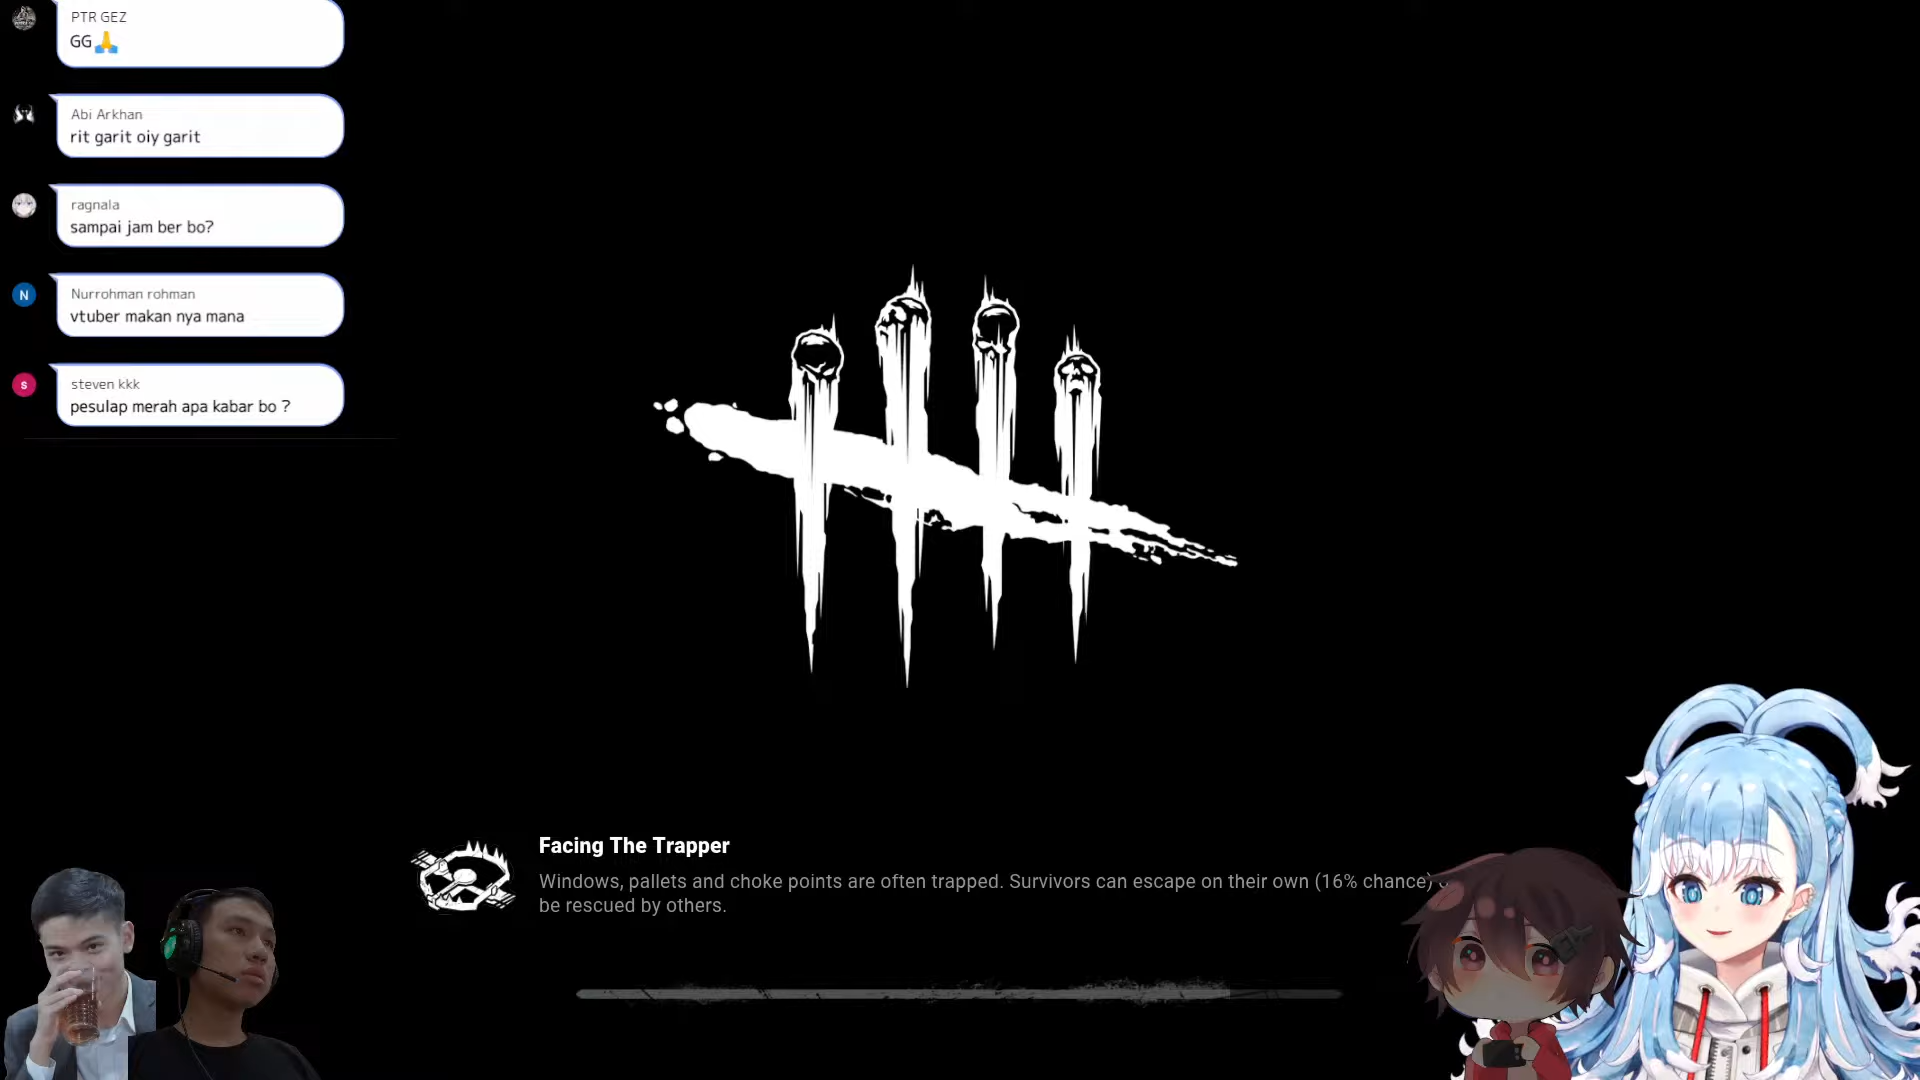 PTR GEZ
GG🙏
Abi Arkhan
rit garit oiy garit
ragnala
sampai jam ber bo?
N
Nurrohman rohman
vtuber makan nya mana
s
steven kkk
pesulap merah apa kabar bo ?
Facing The Trapper
Windows, pallets and choke points are often trapped. Survivors can escape on their own (16% chance)
be rescued by others.